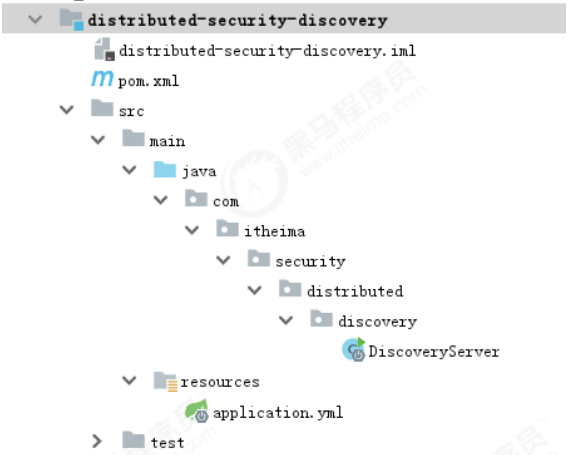 distributed-security-discovery
distributed-security-discovery.iml
pom.xml
src
main
java
com
itheima
security
distributed
discovery
DiscoveryServer
resources
application.yml
test
黑马程序员
www.itheima.com